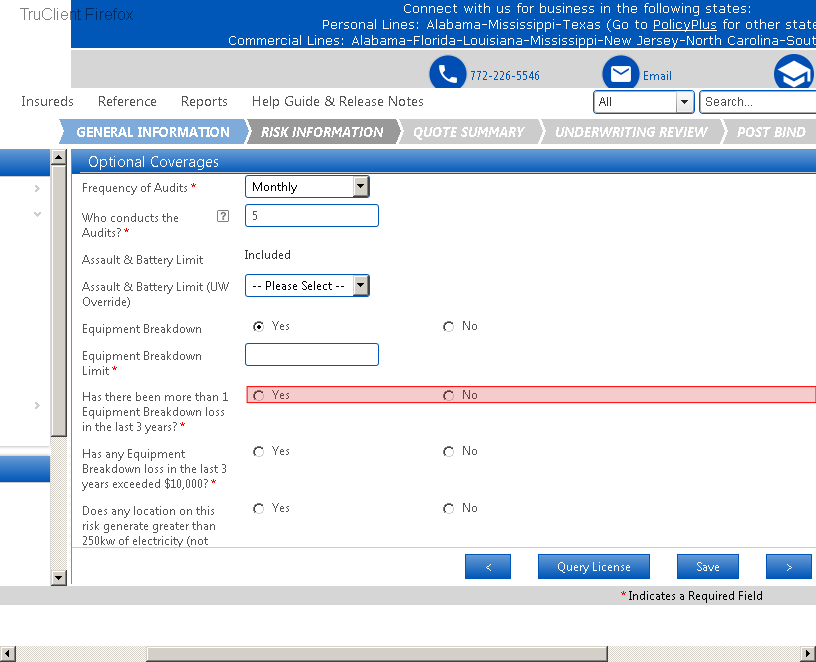 TruClient Firefox
Connect with us for business in the following states:
Personal Lines: Alabama-Mississippi-Texas (Go to PolicyPlus for other state
Commercial Lines: Alabama-Florida-Louisiana-Mississippi-New Jersey-North Carolina-Sout
772-226-5546
Email
Insureds Reference Reports Help Guide & Release Notes
All
Search...
GENERAL INFORMATION RISK INFORMATION QUOTE SUMMARY UNDERWRITING REVIEW POST BIND
Optional Coverages
Frequency of Audits * Monthly
Who conducts the ? 5
Audits? *
Assault & Battery Limit Included
Assault & Battery Limit (UW -- Please Select --
Override)
Equipment Breakdown Yes No
Equipment Breakdown
Limit *
Has there been more than 1 Yes No
Equipment Breakdown loss
in the last 3 years? *
Has any Equipment Yes No
Breakdown loss in the last 3
years exceeded $10,000? *
Does any location on this Yes No
risk generate greater than
250kw of electricity (not
< Query License Save >
* Indicates a Required Field